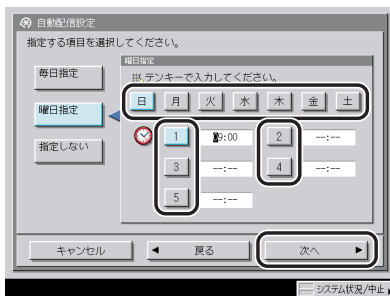 自動配信設定
指定する項目を選択してください。
毎日指定
曜日指定
指定しない
曜日指定
テンキーで入力してください。
日 月 火 水 木 金 土
1 9:00 2 --:--
3 --:-- 4 --:--
5 --:--
キャンセル ◀ 戻る 次へ ▶
システム状況/中止